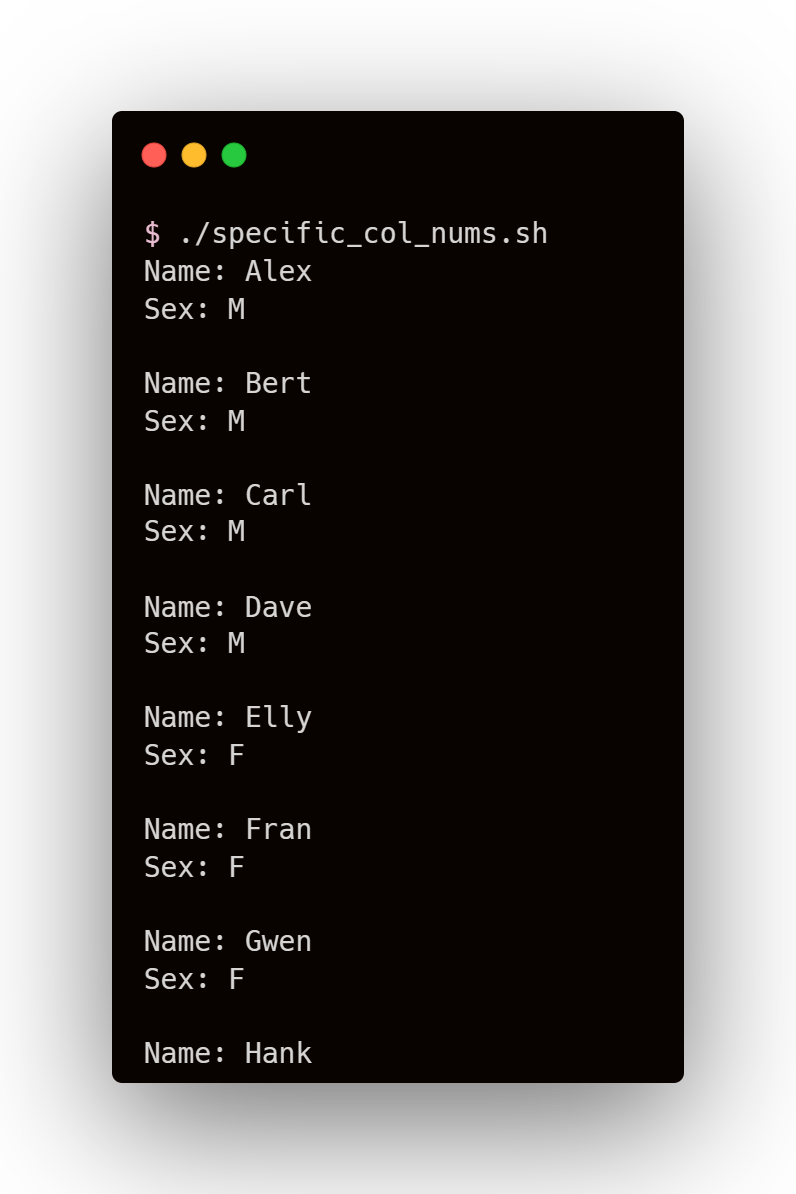 $ ./specific_col_nums.sh
Name: Alex
Sex: M
Name: Bert
Sex: M
Name: Carl
Sex: M
Name: Dave
Sex: M
Name: Elly
Sex: F
Name: Fran
Sex: F
Name: Gwen
Sex: F
Name: Hank